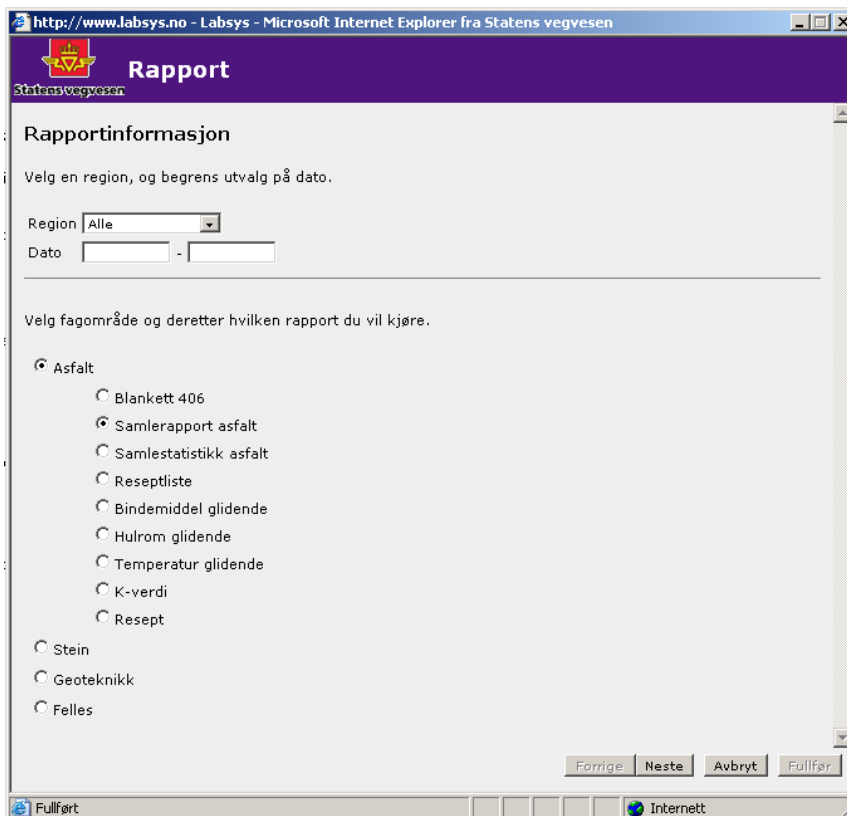 http://www.labsys.no - Labsys - Microsoft Internet Explorer fra Statens vegvesen
Rapport
Statens vegvesen
Rapportinformasjon
Velg en region, og begrens utvalg på dato.
Region Alle
Dato -
Velg fagområde og deretter hvilken rapport du vil kjøre.
Asfalt
Blankett 406
Samlerapport asfalt
Samlestatistikk asfalt
Reseptliste
Bindemiddel glidende
Hulrom glidende
Temperatur glidende
K-verdi
Resept
Stein
Geoteknikk
Felles
Forrige Neste Avbryt Fullfør
Fullført Internett